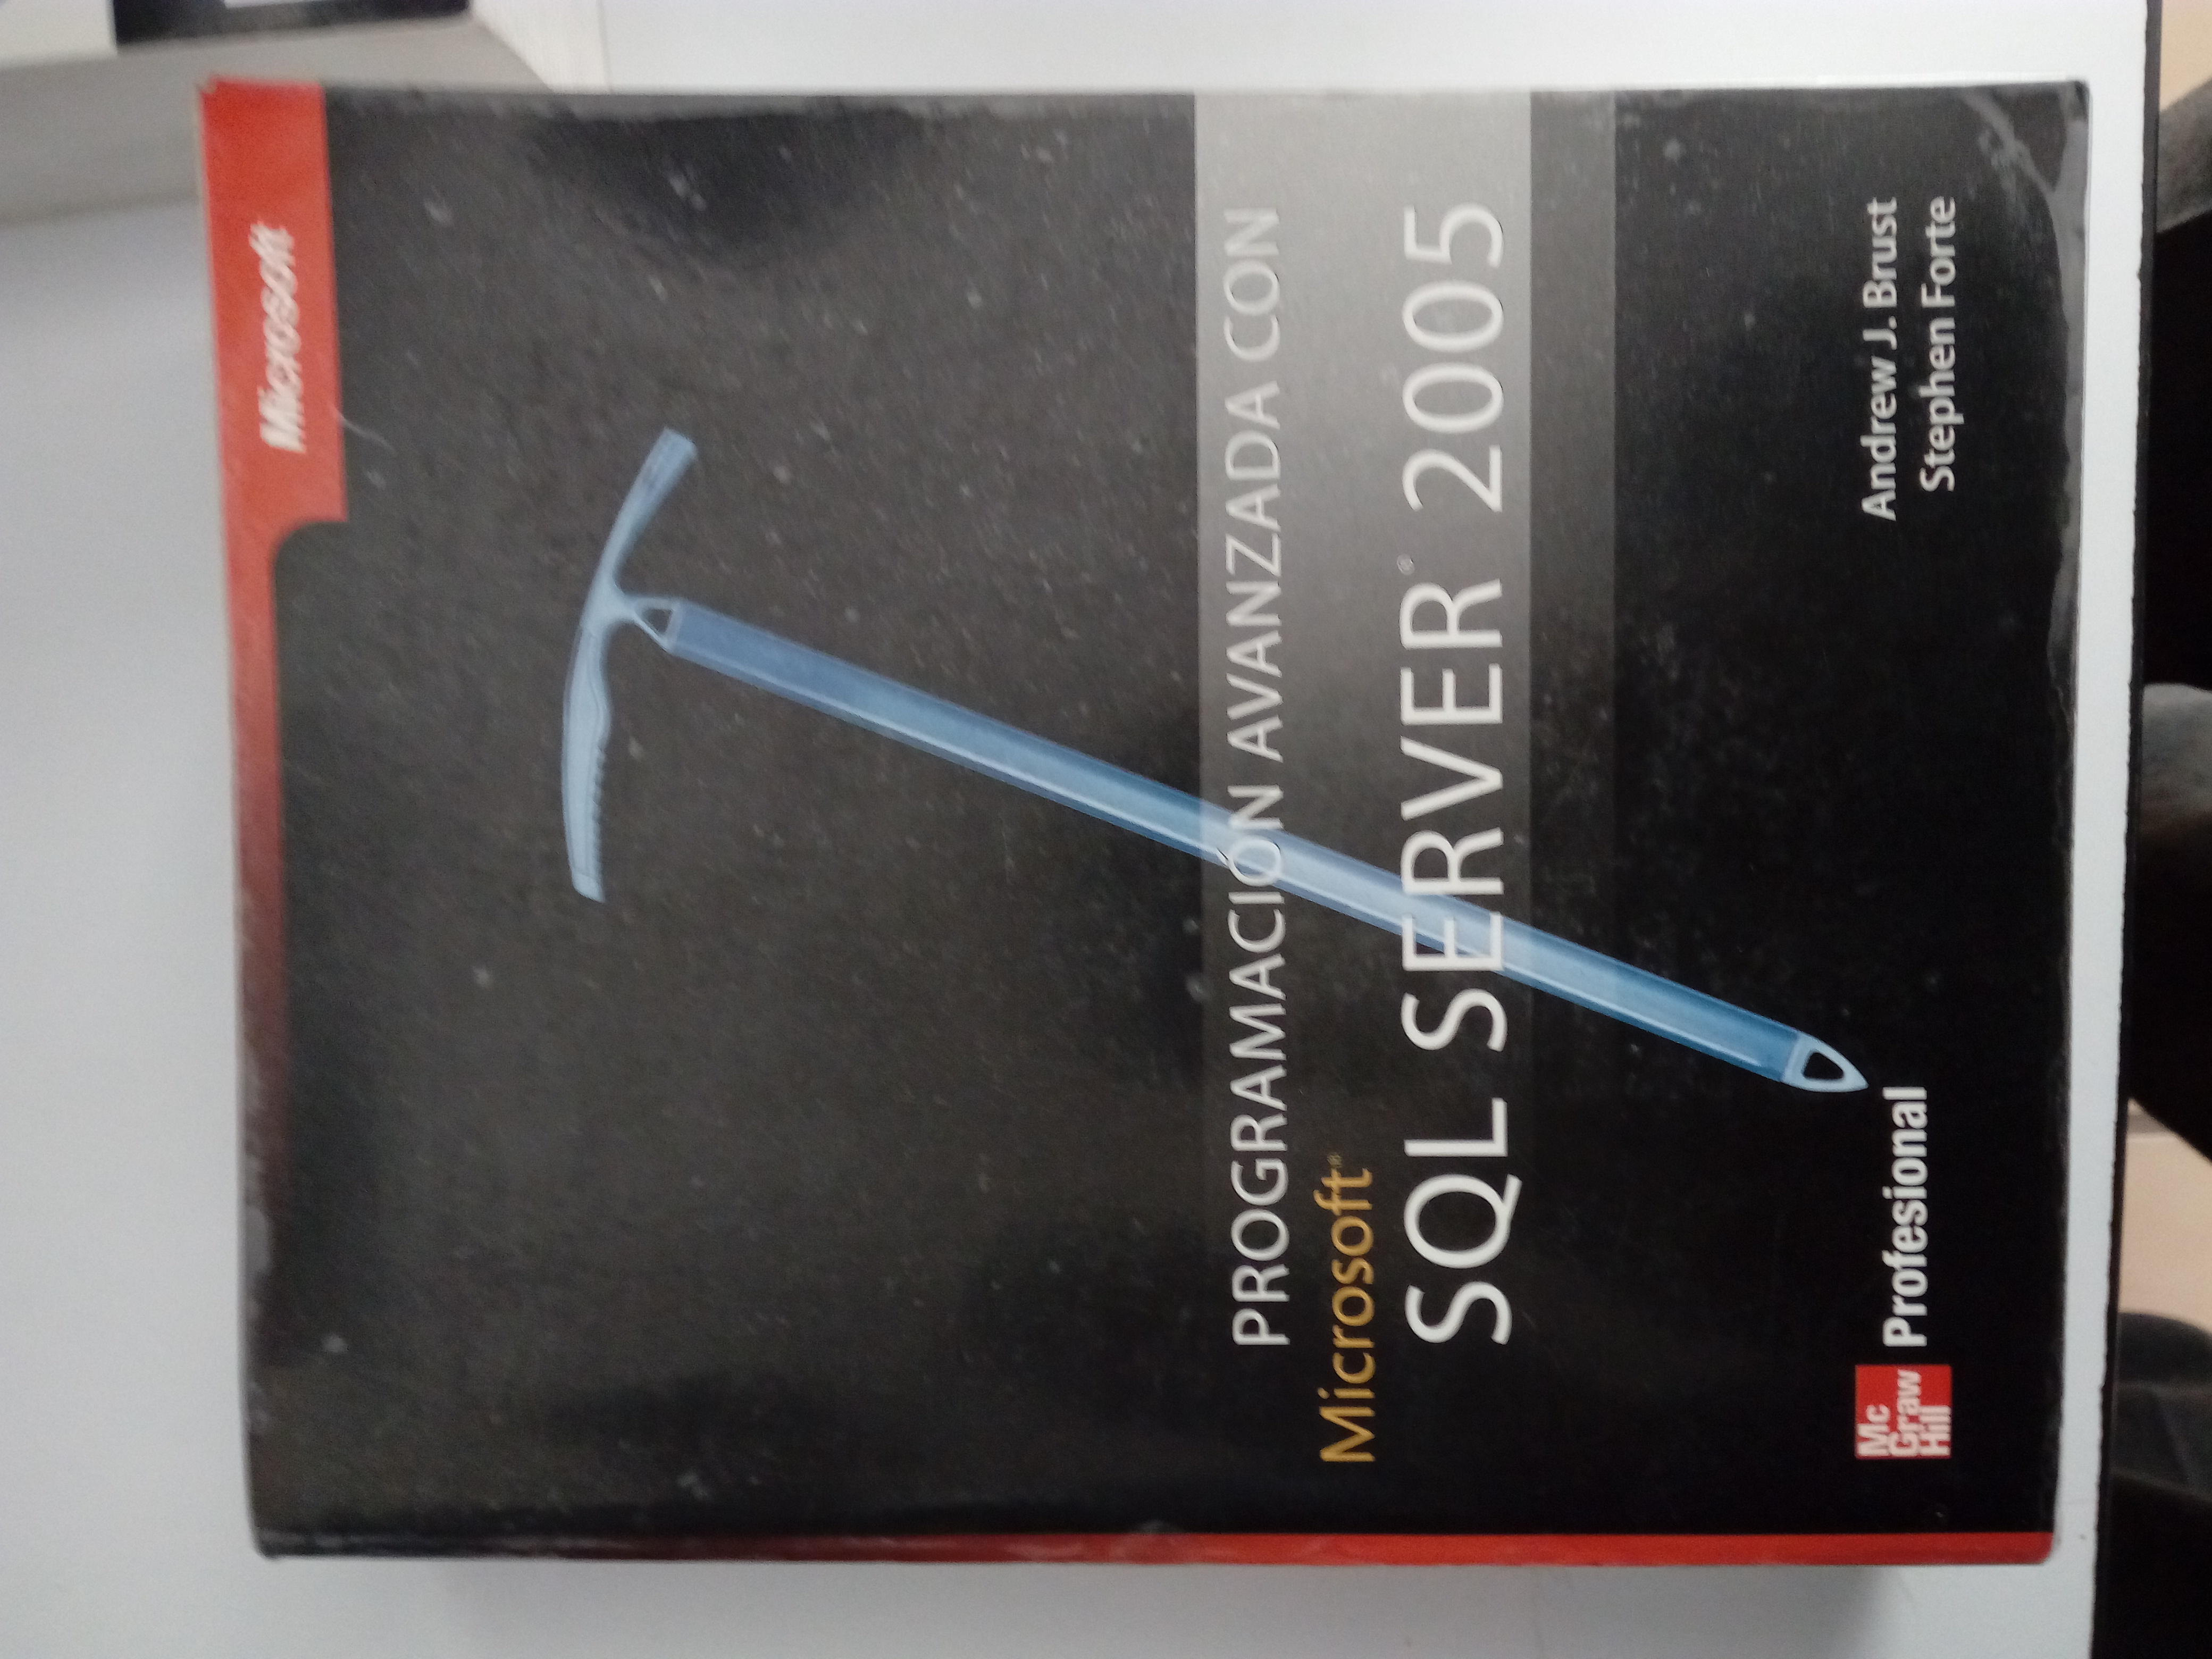 Microsoft
PROGRAMACIÓN AVANZADA CON
Microsoft®
SQL SERVER® 2005
Mc
Graw
Hill
Profesional
Andrew J. Brust
Stephen Forte